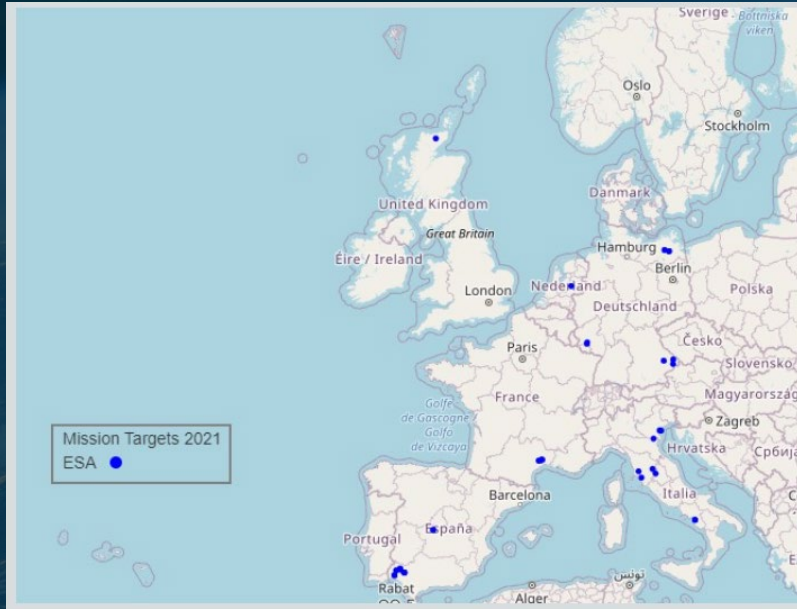 Sverige
Bottniska
viken
Oslo
Stockholm
Danmark
United Kingdom
Great Britain
Éire / Ireland
Hamburg
Berlin
Nederland
London
Polska
Deutschland
Paris
Česko
Slovensko
France
Magyarország
Golfe
de Gascogne
Golfo
de Vizcaya
Zagreb
Hrvatska
Mission Targets 2021
ESA
Italia
Barcelona
España
Portugal
تونس
Rabat
Alger